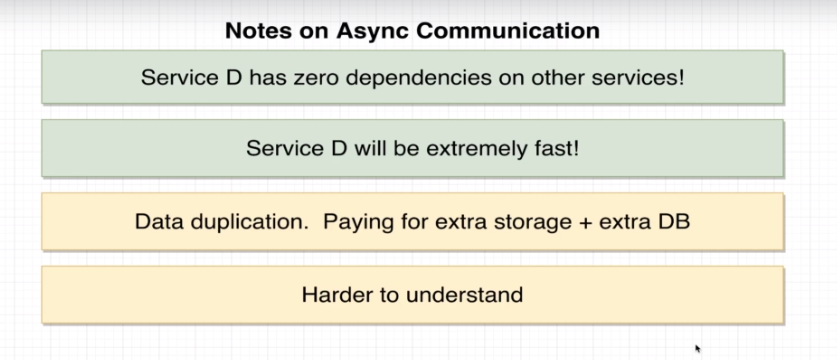 Notes on Async Communication
Service D has zero dependencies on other services!
Service D will be extremely fast!
Data duplication.  Paying for extra storage + extra DB
Harder to understand